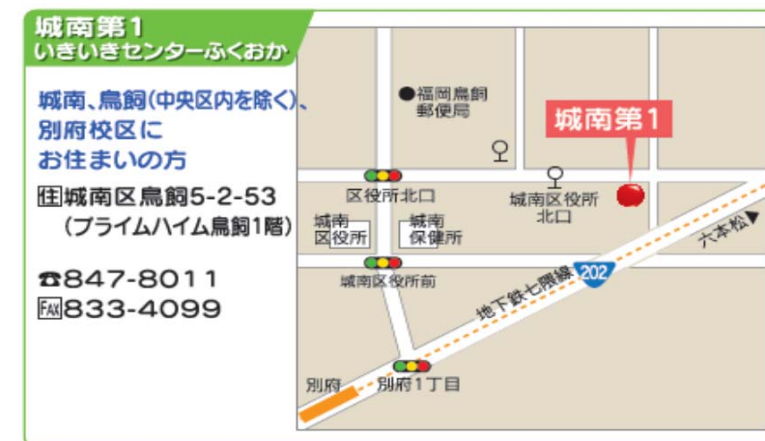 城南第1
いきいきセンターふくおか
城南、鳥飼(中央区内を除く)、
別府校区に
お住まいの方
住城南区鳥飼5-2-53
(プライムハイム鳥飼1階)
☎847-8011
FAX833-4099
●福岡鳥飼
郵便局
城南第1
区役所北口
城南区役所
北口
城南
区役所
城南
保健所
六本松▶
城南区役所前
202
地下鉄七隈線
別府
別府1丁目